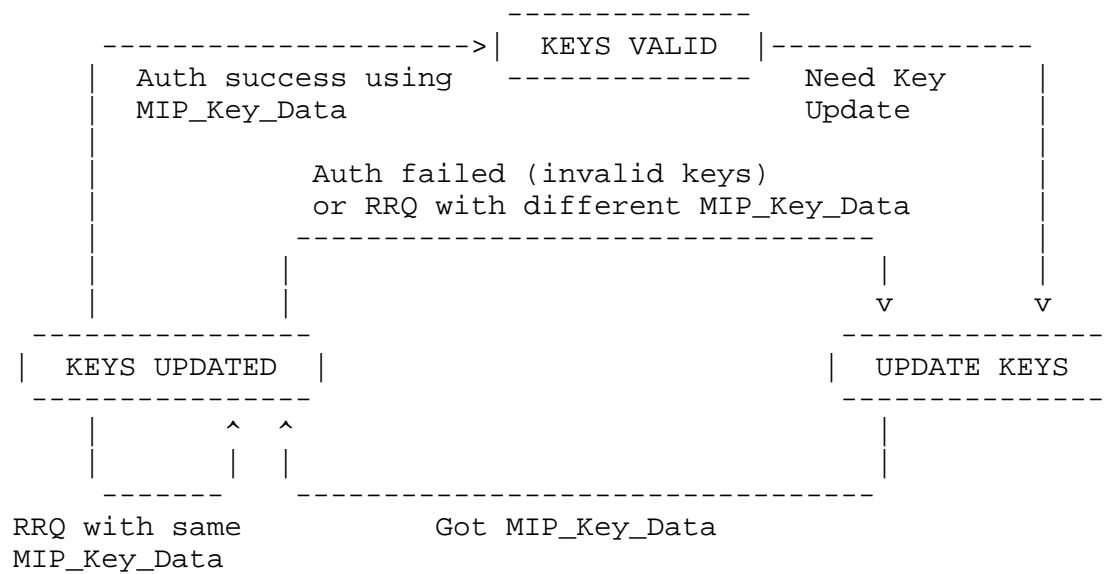 KEYS VALID
Auth success using Need Key
MIP_Key_Data Update
Auth failed (invalid keys)
or RRQ with different MIP_Key_Data
KEYS UPDATED UPDATE KEYS
RRQ with same Got MIP_Key_Data
MIP_Key_Data